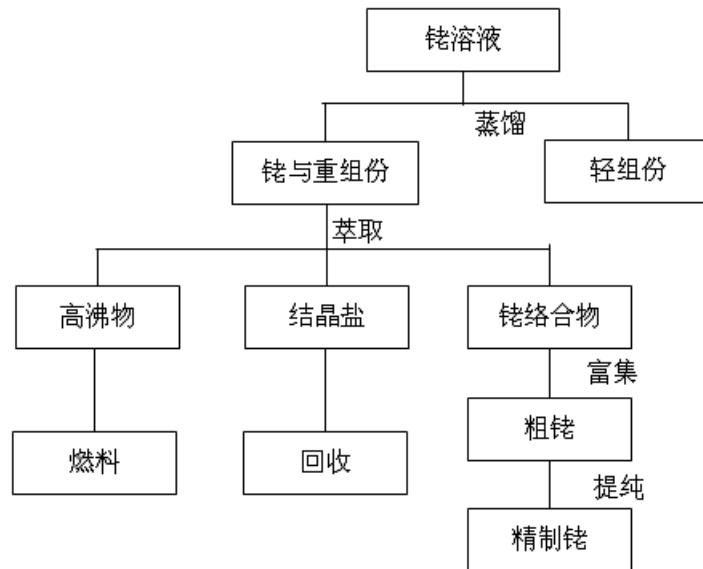 铑溶液
蒸馏
铑与重组份
轻组份
萃取
高沸物
结晶盐
铑络合物
富集
燃料
回收
粗铑
提纯
精制铑